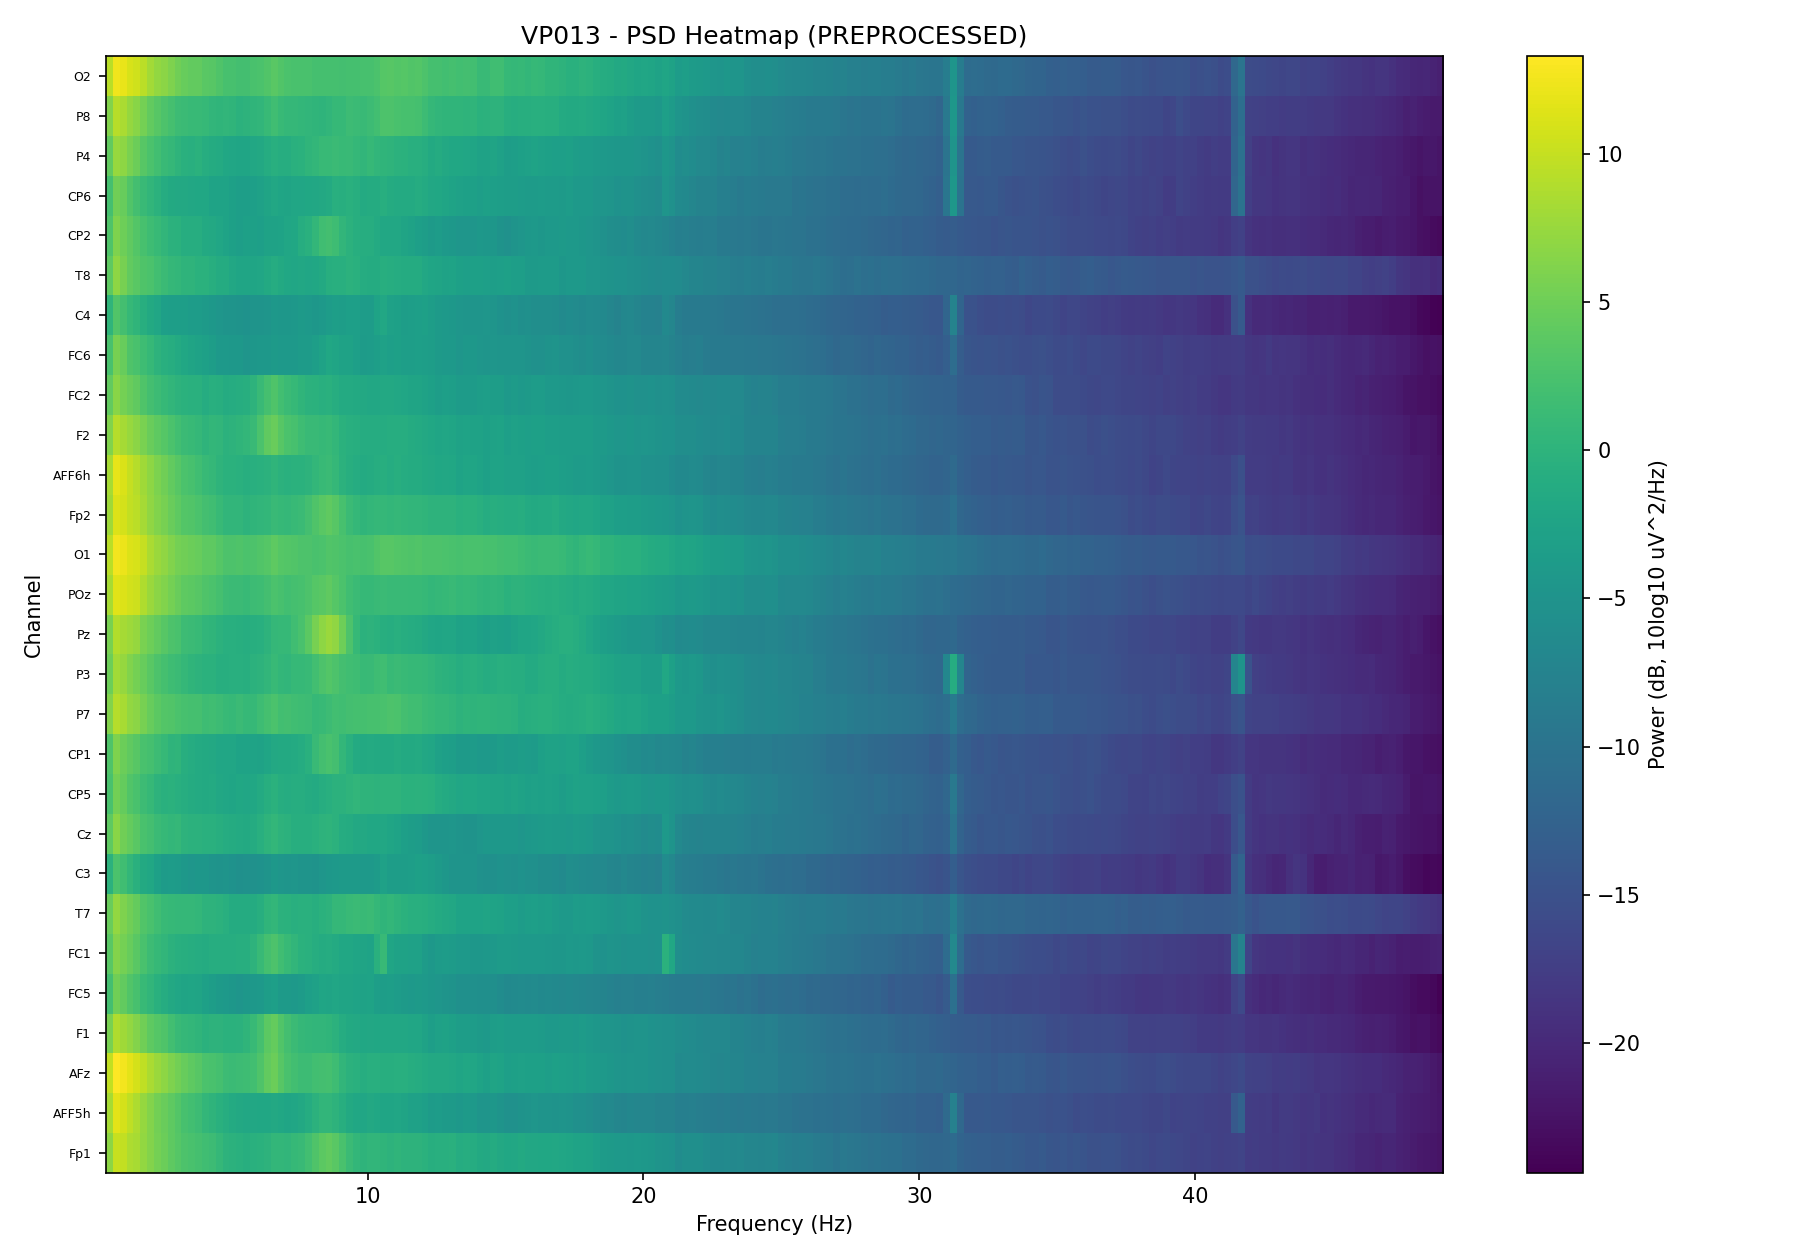 VP013 - PSD Heatmap (PREPROCESSED)
O2
P8
P4
CP6
CP2
T8
C4
FC6
FC2
F2
AFF6h
Fp2
O1
POz
Pz
P3
P7
CP1
CP5
Cz
C3
T7
FC1
FC5
F1
AFz
AFF5h
Fp1
Channel
10
20
30
40
Frequency (Hz)
10
5
0
−5
−10
−15
−20
Power (dB, 10log10 uV^2/Hz)